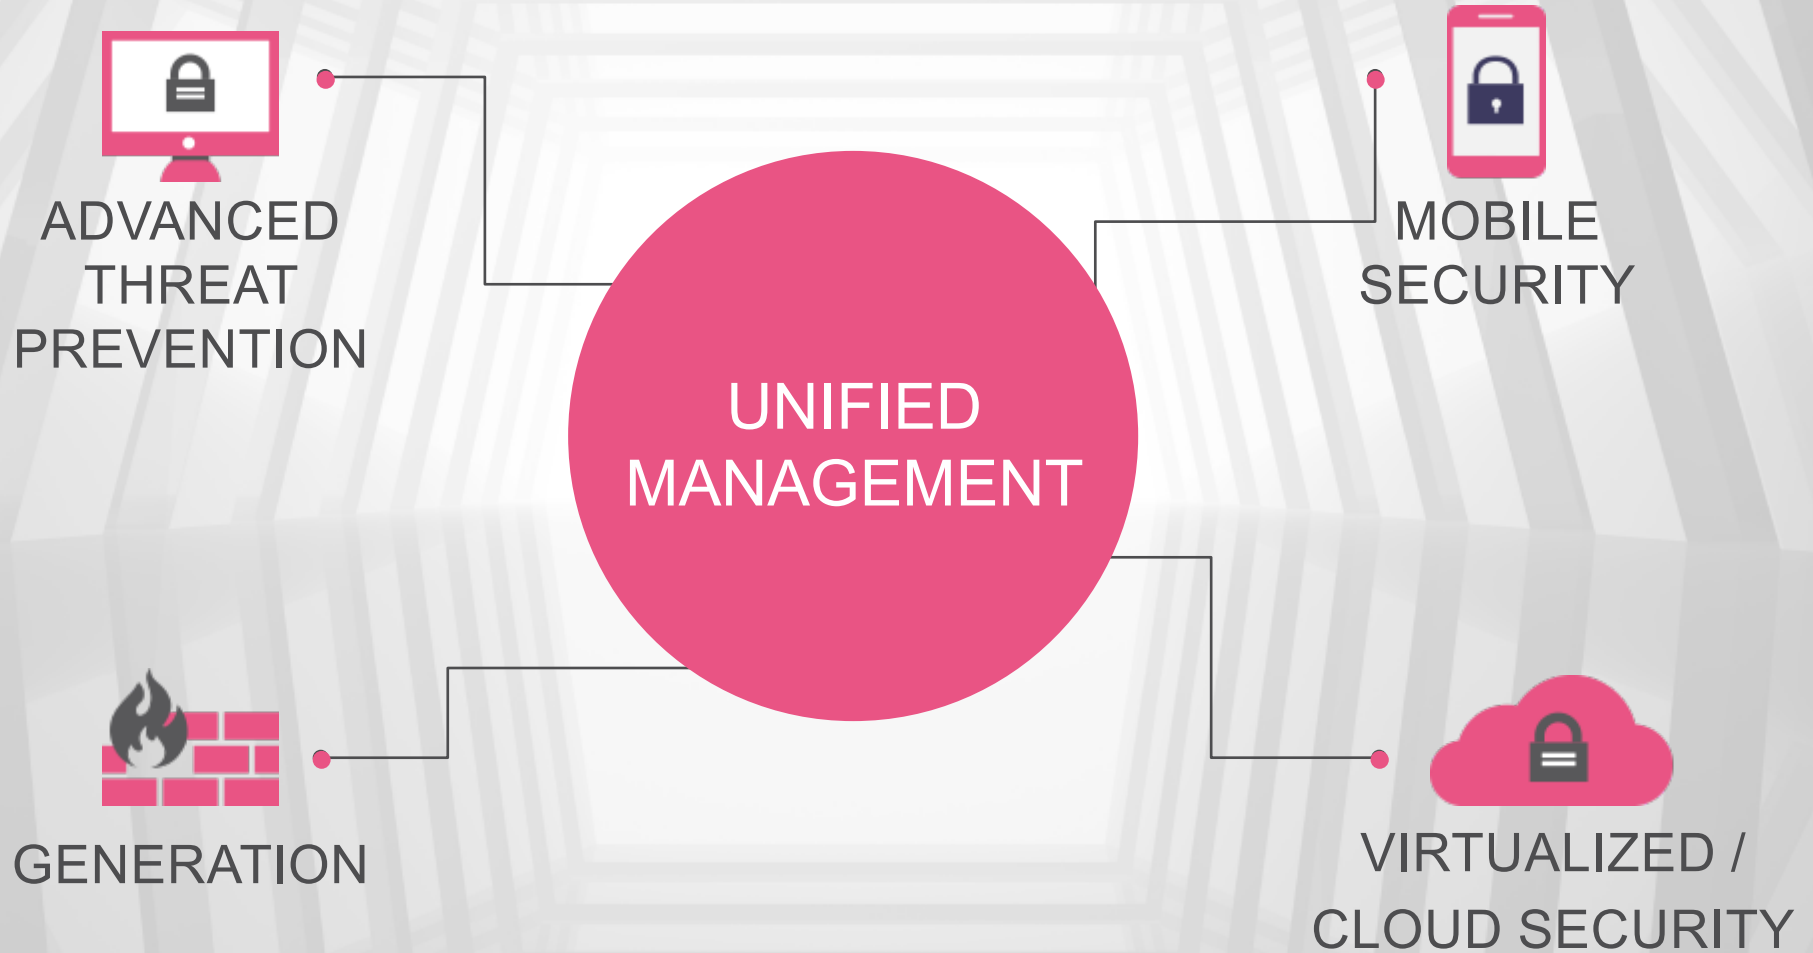 ADVANCED
THREAT
PREVENTION
MOBILE
SECURITY
UNIFIED
MANAGEMENT
GENERATION
VIRTUALIZED /
CLOUD SECURITY